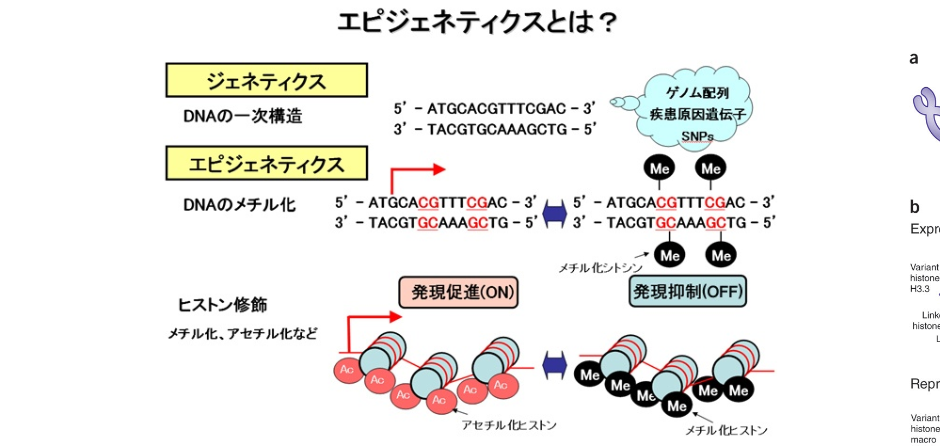 エピジェネティクスとは？
ジェネティクス
DNAの一次構造
5' - ATGCACGTTTCGAC - 3'
3' - TACGTGCAAAGCTG - 5'
ゲノム配列
疾患原因遺伝子
SNPs
エピジェネティクス
DNAのメチル化
5' - ATGCACGTTTCGAC - 3'
3' - TACGTGCAAAGCTG - 5'
Me Me
5' - ATGCACGTTTCGAC - 3'
3' - TACGTGCAAAGCTG - 5'
Me Me
メチル化シトシン
発現促進(ON)
発現抑制(OFF)
ヒストン修飾
メチル化、アセチル化など
Ac Ac Ac Ac Ac Ac
アセチル化ヒストン
Me Me Me Me Me Me
メチル化ヒストン
a
b
Expre
Variant
histone
H3.3
Link
histone
L
Repr
Variant
histone
macro